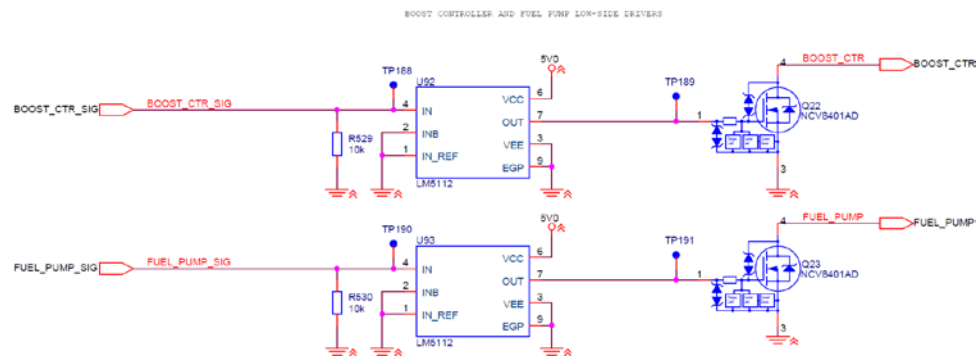 BOOST CONTROLLER AND FUEL PUMP LOW-SIDE DRIVERS
BOOST_CTR_SIG
BOOST_CTR_SIG
R529
10k
TP188
U92
4 IN
2 INB
1 IN_REF
VCC 6
OUT 7
VEE 3
EGP 9
LM5112
5V0
TP189
1
4
BOOST_CTR
BOOST_CTR
Q22
NCV8401AD
3
FUEL_PUMP_SIG
FUEL_PUMP_SIG
R530
10k
TP190
U93
4 IN
2 INB
1 IN_REF
VCC 6
OUT 7
VEE 3
EGP 9
LM5112
5V0
TP191
1
4
FUEL_PUMP
FUEL_PUMP
Q23
NCV8401AD
3